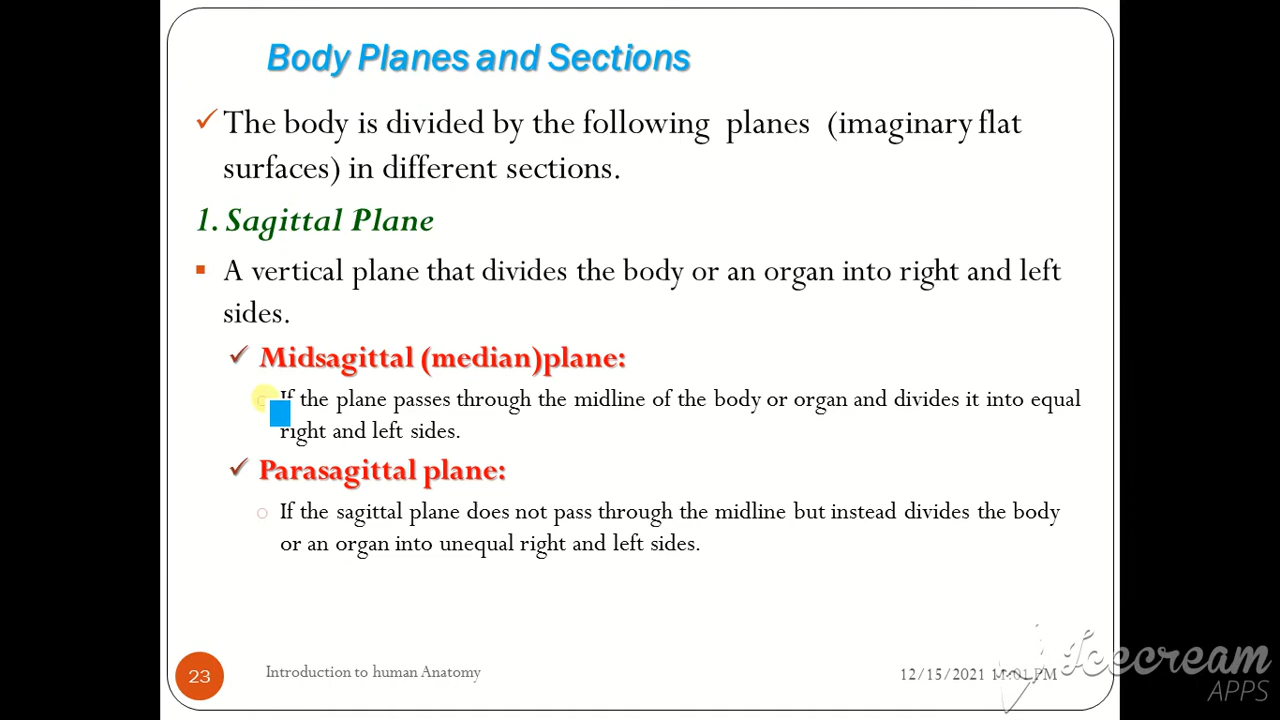 Body Planes and Sections
The body is divided by the following planes (imaginary flat
surfaces) in different sections.
1. Sagittal Plane
A vertical plane that divides the body or an organ into right and left
sides.
Midsagittal (median)plane:
If the plane passes through the midline of the body or organ and divides it into equal
right and left sides.
Parasagittal plane:
If the sagittal plane does not pass through the midline but instead divides the body
or an organ into unequal right and left sides.
23
Introduction to human Anatomy
12/15/2021 11:01 PM
Icecream
APPS